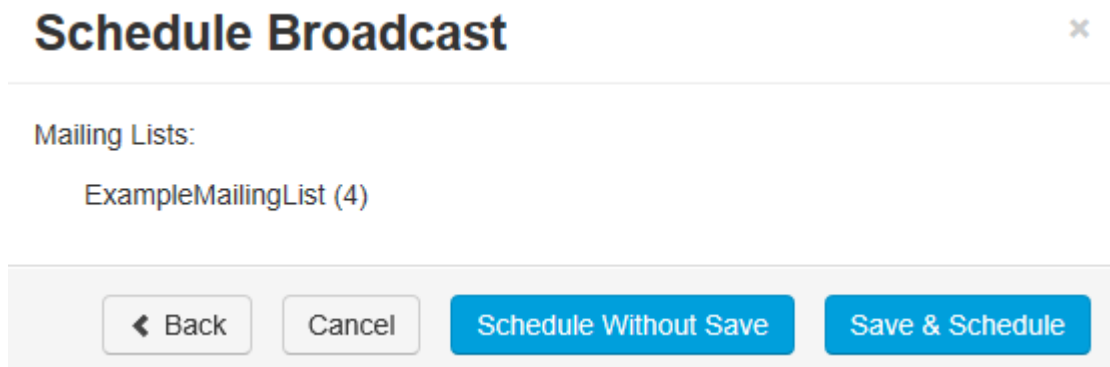 Schedule Broadcast ×
Mailing Lists:
ExampleMailingList (4)
Back Cancel Schedule Without Save Save & Schedule